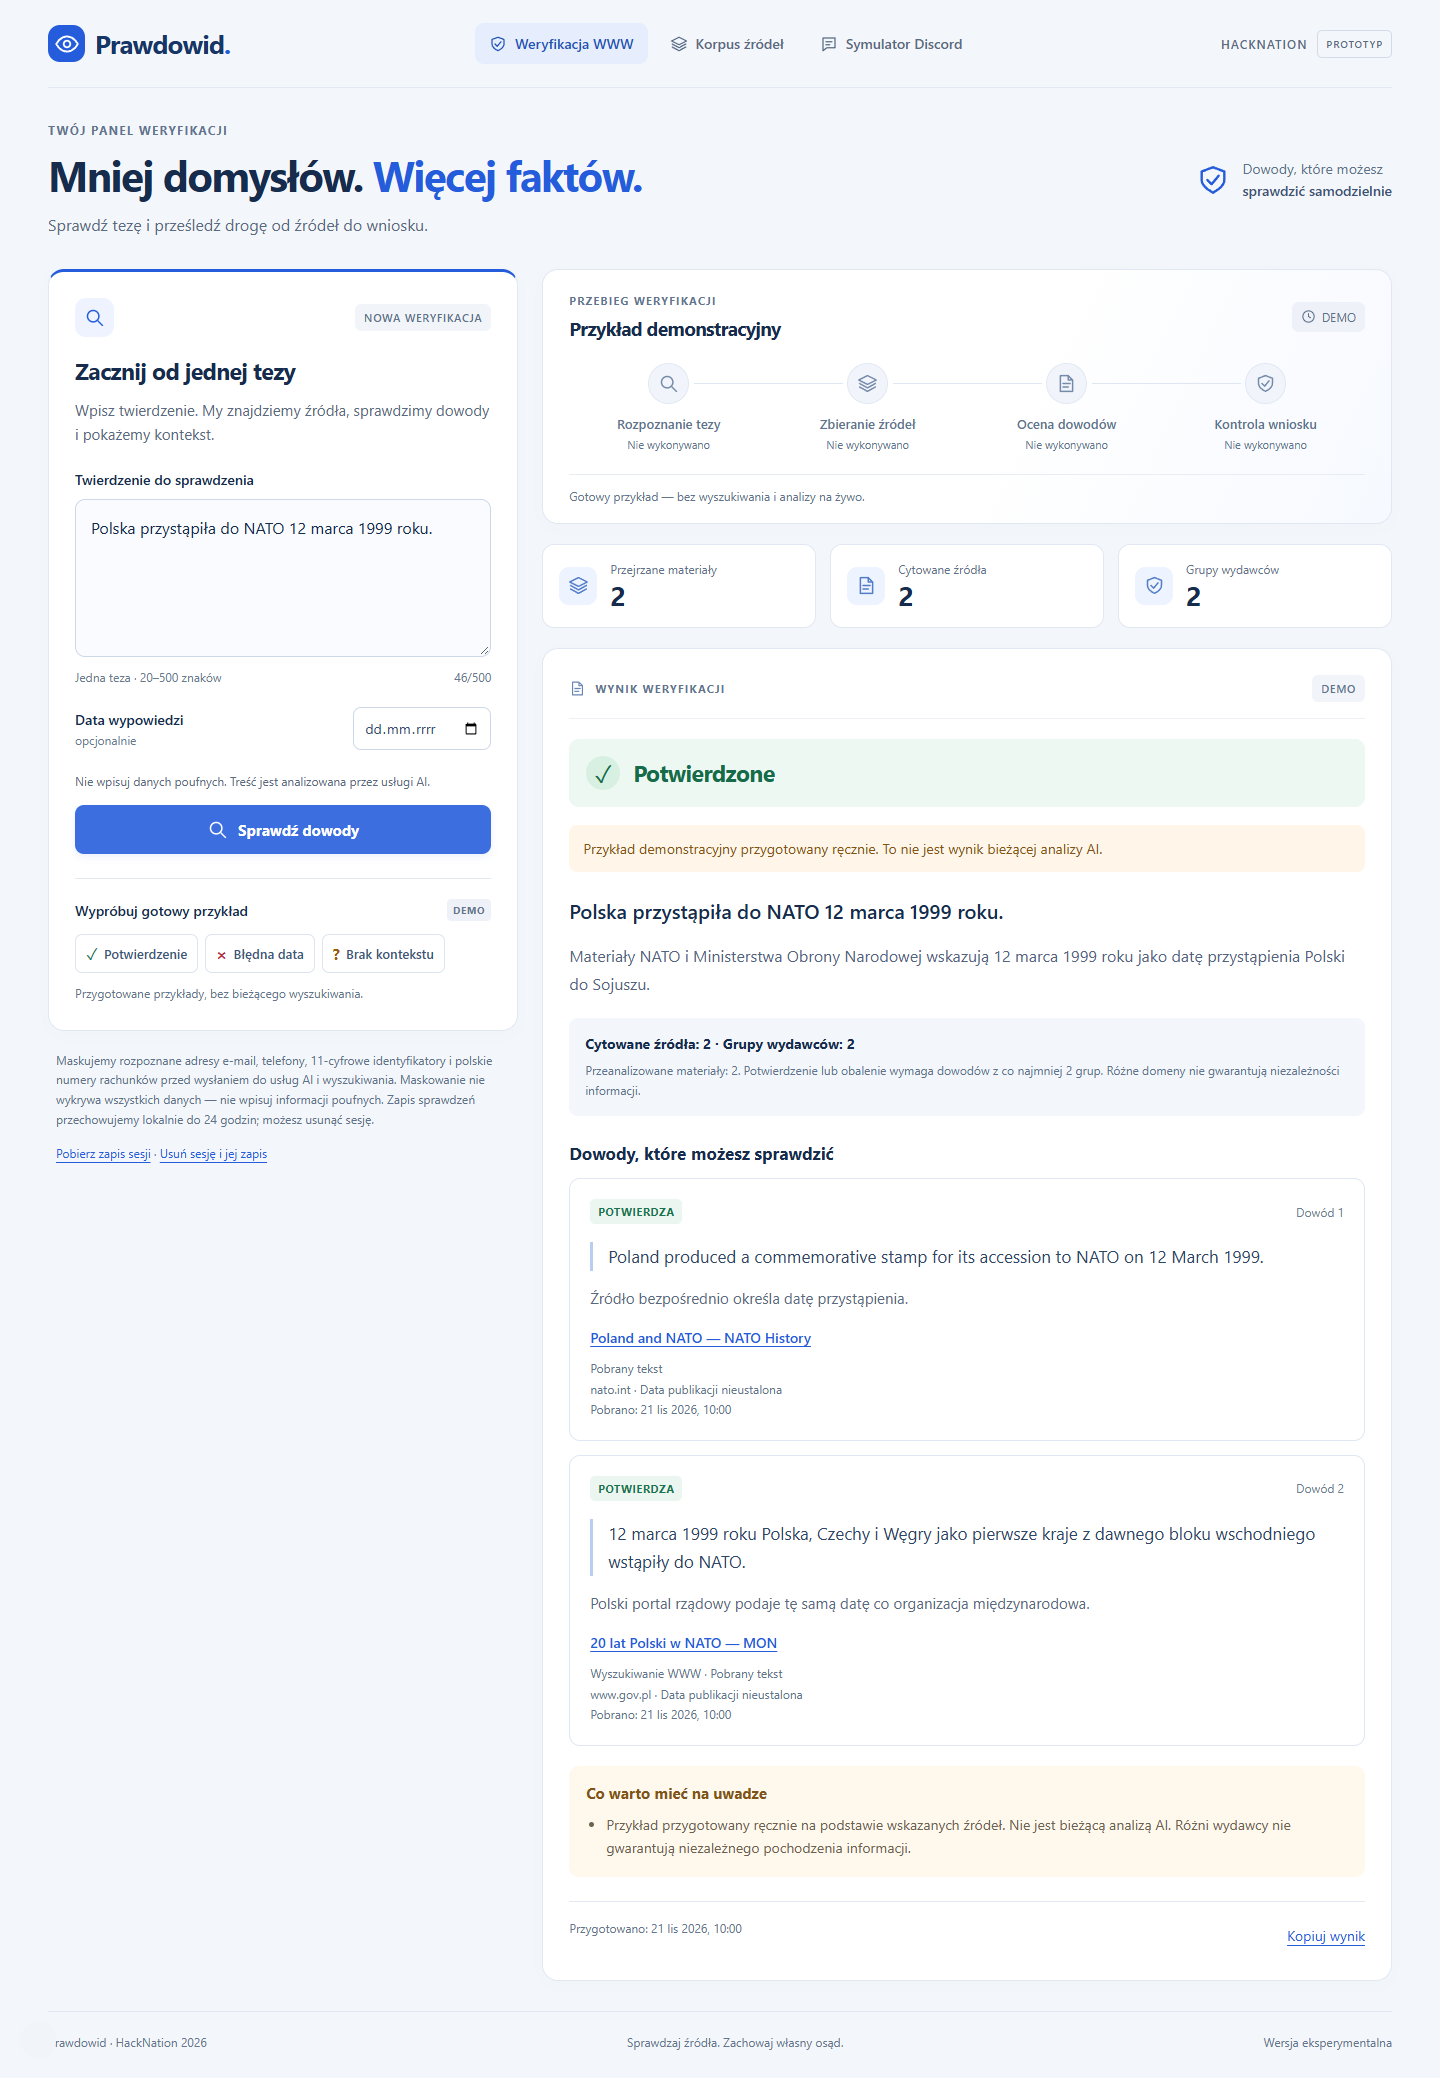 Prawdowid.
Weryfikacja WWW
Korpus źródeł
Symulator Discord
HACKNATION
PROTOTYP
TWÓJ PANEL WERYFIKACJI
Mniej domysłów. Więcej faktów.
Sprawdź tezę i prześledź drogę od źródeł do wniosku.
Dowody, które możesz
sprawdzić samodzielnie
NOWA WERYFIKACJA
Zacznij od jednej tezy
Wpisz twierdzenie. My znajdziemy źródła, sprawdzimy dowody
i pokażemy kontekst.
Twierdzenie do sprawdzenia
Polska przystąpiła do NATO 12 marca 1999 roku.
Jedna teza · 20–500 znaków
46/500
Data wypowiedzi
opcjonalnie
dd.mm.rrrr
Nie wpisuj danych poufnych. Treść jest analizowana przez usługi AI.
Sprawdź dowody
Wypróbuj gotowy przykład
DEMO
✓ Potwierdzenie
× Błędna data
? Brak kontekstu
Przygotowane przykłady, bez bieżącego wyszukiwania.
Maskujemy rozpoznane adresy e-mail, telefony, 11-cyfrowe identyfikatory i polskie
numery rachunków przed wysłaniem do usług AI i wyszukiwania. Maskowanie nie
wykrywa wszystkich danych — nie wpisuj informacji poufnych. Zapis sprawdzeń
przechowujemy lokalnie do 24 godzin; możesz usunąć sesję.
Pobierz zapis sesji · Usuń sesję i jej zapis
PRZEBIEG WERYFIKACJI
Przykład demonstracyjny
DEMO
Rozpoznanie tezy
Nie wykonywano
Zbieranie źródeł
Nie wykonywano
Ocena dowodów
Nie wykonywano
Kontrola wniosku
Nie wykonywano
Gotowy przykład — bez wyszukiwania i analizy na żywo.
Przejrzane materiały
2
Cytowane źródła
2
Grupy wydawców
2
WYNIK WERYFIKACJI
DEMO
✓ Potwierdzone
Przykład demonstracyjny przygotowany ręcznie. To nie jest wynik bieżącej analizy AI.
Polska przystąpiła do NATO 12 marca 1999 roku.
Materiały NATO i Ministerstwa Obrony Narodowej wskazują 12 marca 1999 roku jako datę przystąpienia Polski
do Sojuszu.
Cytowane źródła: 2 · Grupy wydawców: 2
Przeanalizowane materiały: 2. Potwierdzenie lub obalenie wymaga dowodów z co najmniej 2 grup. Różne domeny nie gwarantują niezależności
informacji.
Dowody, które możesz sprawdzić
POTWIERDZA
Dowód 1
Poland produced a commemorative stamp for its accession to NATO on 12 March 1999.
Źródło bezpośrednio określa datę przystąpienia.
Poland and NATO — NATO History
Pobrany tekst
nato.int · Data publikacji nieustalona
Pobrano: 21 lis 2026, 10:00
POTWIERDZA
Dowód 2
12 marca 1999 roku Polska, Czechy i Węgry jako pierwsze kraje z dawnego bloku wschodniego
wstąpiły do NATO.
Polski portal rządowy podaje tę samą datę co organizacja międzynarodowa.
20 lat Polski w NATO — MON
Wyszukiwanie WWW · Pobrany tekst
www.gov.pl · Data publikacji nieustalona
Pobrano: 21 lis 2026, 10:00
Co warto mieć na uwadze
• Przykład przygotowany ręcznie na podstawie wskazanych źródeł. Nie jest bieżącą analizą AI. Różni wydawcy nie
gwarantują niezależnego pochodzenia informacji.
Przygotowano: 21 lis 2026, 10:00
Kopiuj wynik
rawdowid · HackNation 2026
Sprawdzaj źródła. Zachowaj własny osąd.
Wersja eksperymentalna